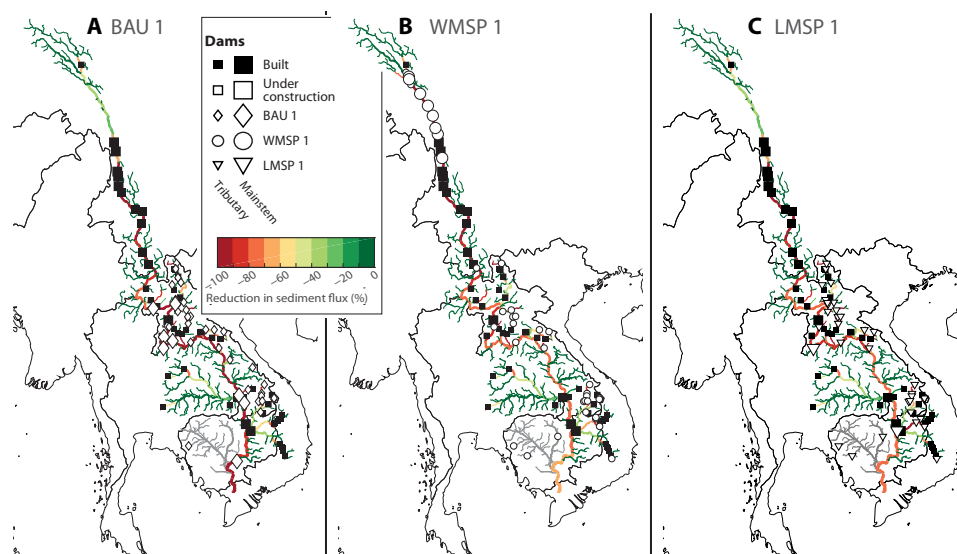 A BAU 1
B WMSP 1
C LMSP 1
Dams
Built
Under
construction
BAU 1
WMSP 1
LMSP 1
Tributary
Mainstem
−100
−80
−60
−40
−20
0
Reduction in sediment flux (%)